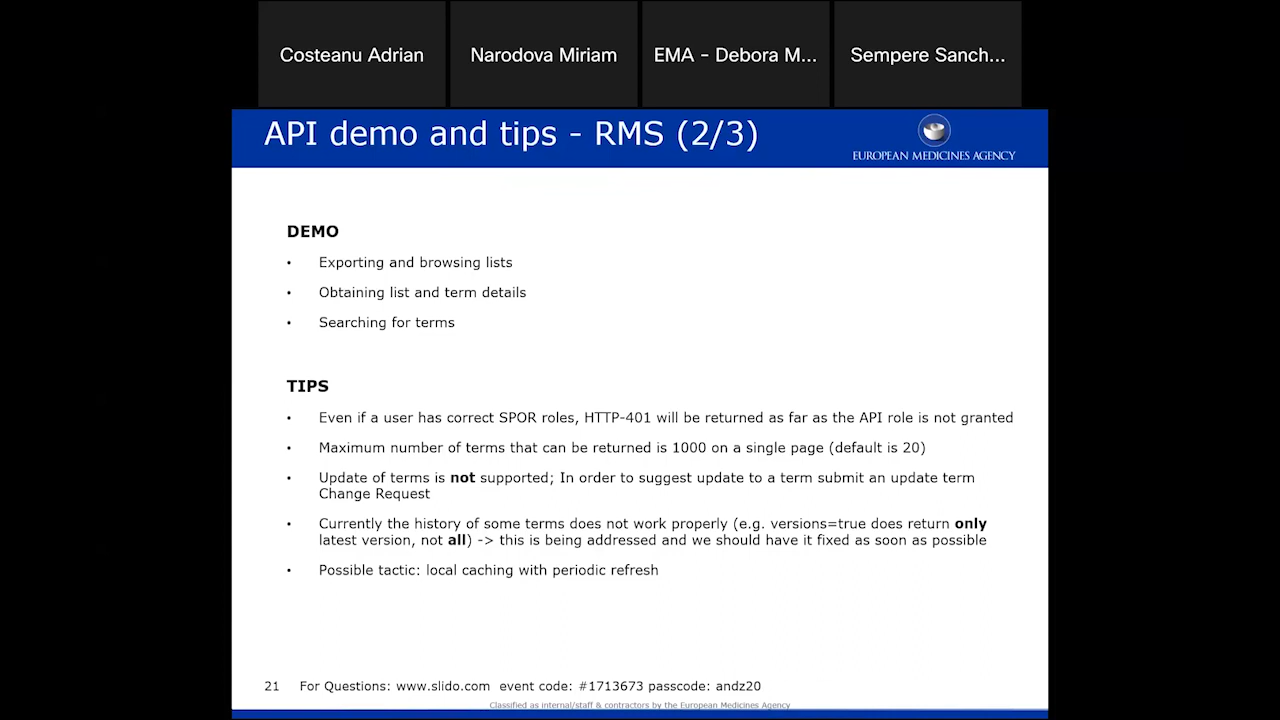 Costeanu Adrian
Narodova Miriam
EMA - Debora M...
Sempere Sanch...
API demo and tips - RMS (2/3)
EUROPEAN MEDICINES AGENCY
DEMO
• Exporting and browsing lists
• Obtaining list and term details
• Searching for terms
TIPS
• Even if a user has correct SPOR roles, HTTP-401 will be returned as far as the API role is not granted
• Maximum number of terms that can be returned is 1000 on a single page (default is 20)
• Update of terms is not supported; In order to suggest update to a term submit an update term
Change Request
• Currently the history of some terms does not work properly (e.g. versions=true does return only
latest version, not all) -> this is being addressed and we should have it fixed as soon as possible
• Possible tactic: local caching with periodic refresh
21 For Questions: www.slido.com event code: #1713673 passcode: andz20
Classified as internal/staff & contractors by the European Medicines Agency